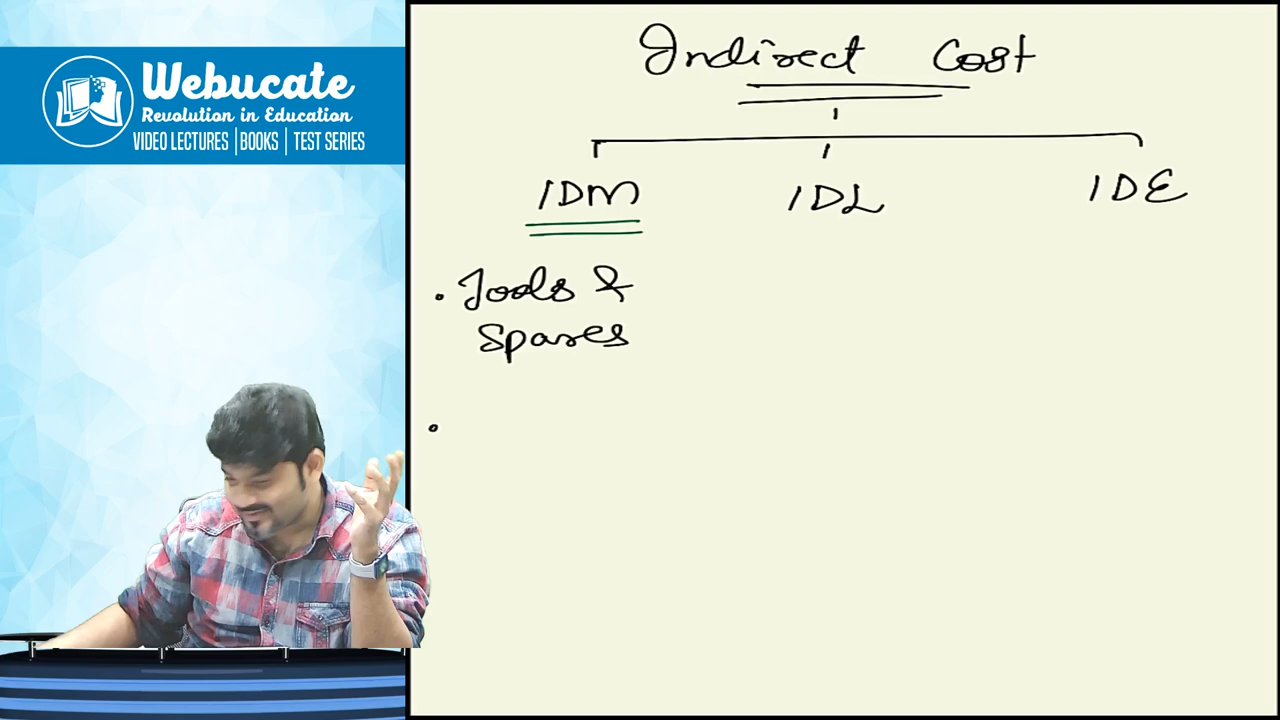 Webucate
Revolution in Education
VIDEO LECTURES | BOOKS | TEST SERIES
Indirect Cost
IDM IDL IDE
• Tools &
Spares
•